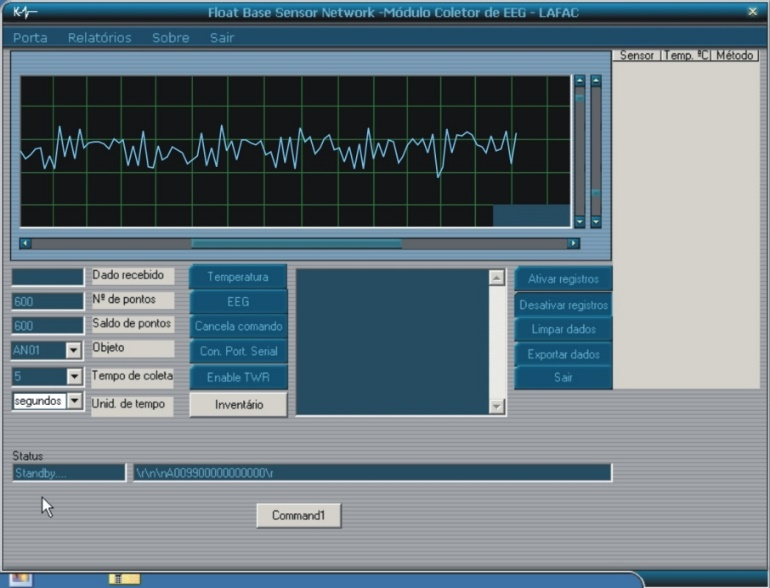 Float Base Sensor Network -Módulo Coletor de EEG - LAFAC
Porta Relatórios Sobre Sair
Sensor Temp. ºC Método
Dado recebido Temperatura Ativar registros
600 Nº de pontos EEG Desativar registros
600 Saldo de pontos Cancela comando Limpar dados
AN01 Objeto Con. Port. Serial Exportar dados
5 Tempo de coleta Enable TWR Sair
segundos Unid. de tempo Inventário
Status
Standby.... \r\n\nA009900000000000\r
Command1